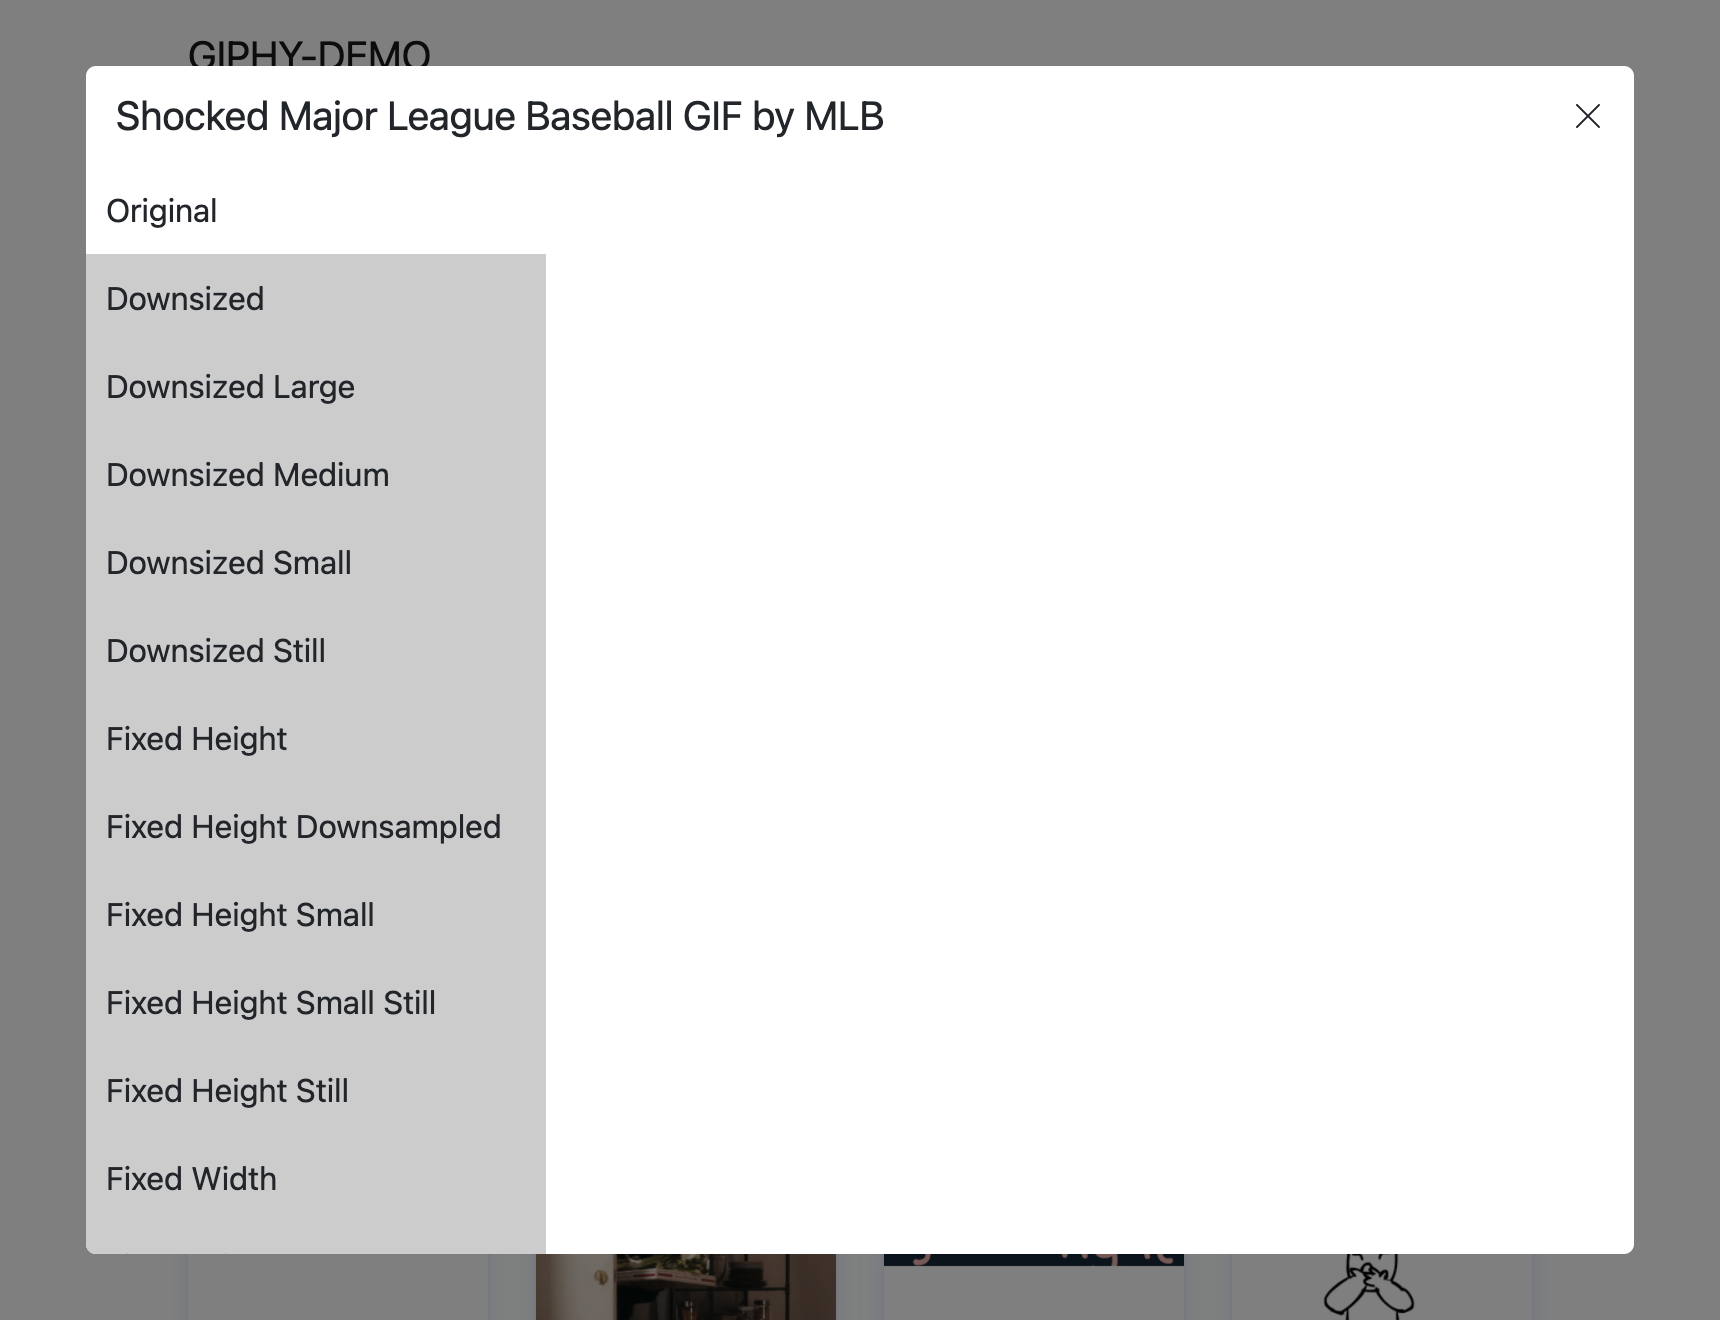 GIPHY-DEMO
Shocked Major League Baseball GIF by MLB
Original
Downsized
Downsized Large
Downsized Medium
Downsized Small
Downsized Still
Fixed Height
Fixed Height Downsampled
Fixed Height Small
Fixed Height Small Still
Fixed Height Still
Fixed Width